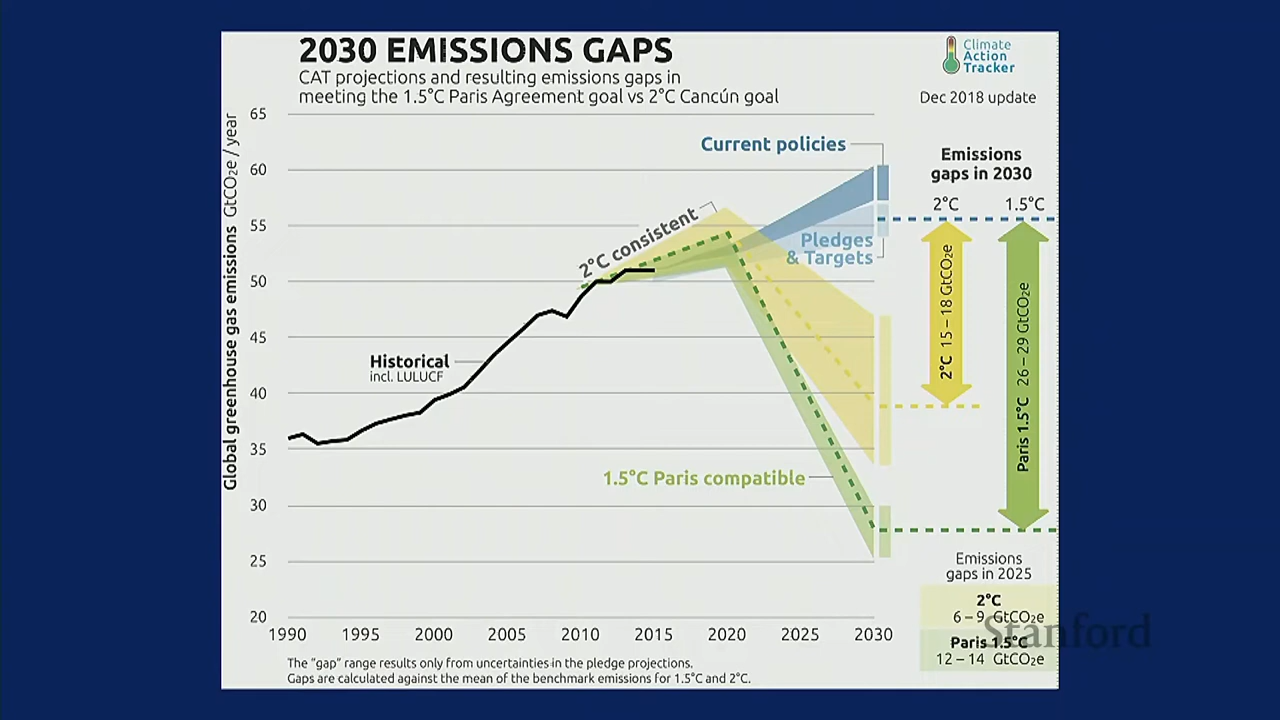 2030 EMISSIONS GAPS
CAT projections and resulting emissions gaps in
meeting the 1.5°C Paris Agreement goal vs 2°C Cancún goal
Climate
Action
Tracker
Dec 2018 update
Global greenhouse gas emissions GtCO₂e / year
65
60
55
50
45
40
35
30
25
20
1990
1995
2000
2005
2010
2015
2020
2025
2030
Historical
incl. LULUCF
2°C consistent
Current policies
Pledges
& Targets
1.5°C Paris compatible
Emissions
gaps in 2030
2°C
1.5°C
2°C 15 – 18 GtCO₂e
Paris 1.5°C 26 – 29 GtCO₂e
Emissions
gaps in 2025
2°C
6 – 9 GtCO₂e
Paris 1.5°C
12 – 14 GtCO₂e
Stanford
The "gap" range results only from uncertainties in the pledge projections.
Gaps are calculated against the mean of the benchmark emissions for 1.5°C and 2°C.